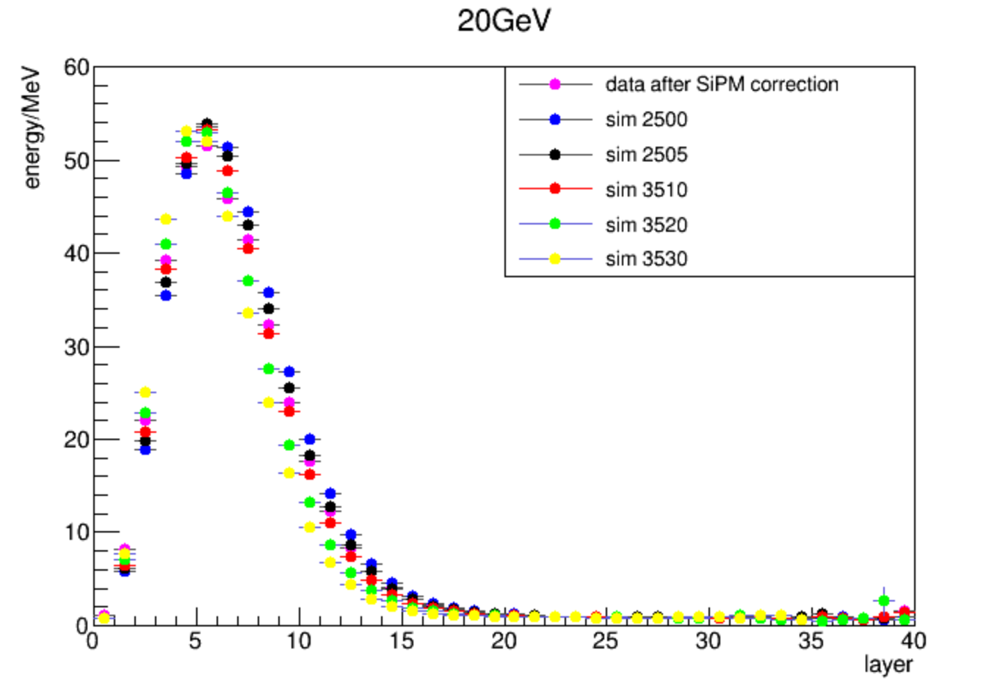 20GeV
energy/MeV
60
50
40
30
20
10
0
data after SiPM correction
sim 2500
sim 2505
sim 3510
sim 3520
sim 3530
0 5 10 15 20 25 30 35 40
layer